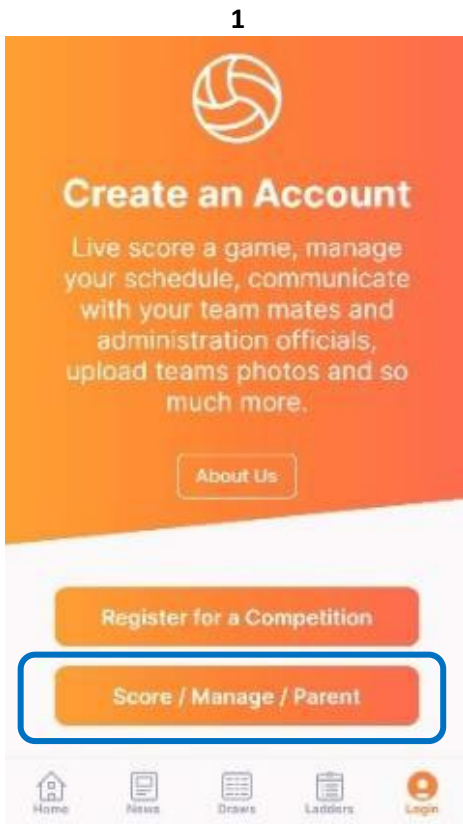 1
Create an Account
Live score a game, manage
your schedule, communicate
with your team mates and
administration officials,
upload teams photos and so
much more.
About Us
Register for a Competition
Score / Manage / Parent
Home News Draws Ladders Login